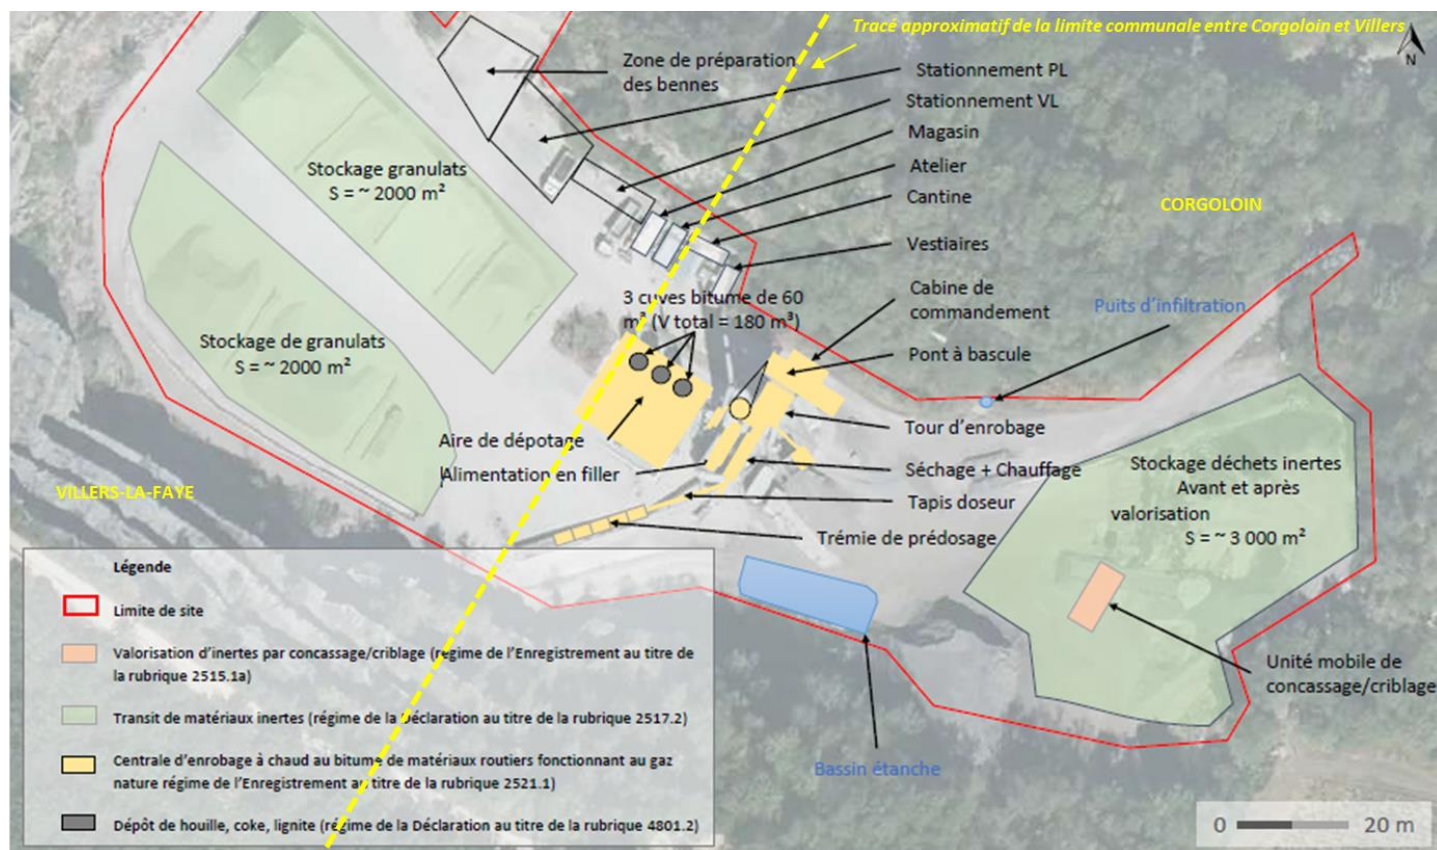 Tracé approximatif de la limite communale entre Corgoloin et Villers
N
Zone de préparation
des bennes
Stationnement PL
Stationnement VL
Magasin
Atelier
Cantine
Vestiaires
Stockage granulats
S = ~ 2000 m²
CORGOLOIN
3 cuves bitume de 60
m³ (V total = 180 m³)
Cabine de
commandement
Puits d’infiltration
Pont à bascule
Stockage de granulats
S = ~ 2000 m²
Aire de dépotage
Alimentation en filler
Tour d’enrobage
Séchage + Chauffage
Tapis doseur
Trémie de prédosage
Stockage déchets inertes
Avant et après
valorisation
S = ~ 3 000 m²
VILLERS-LA-FAYE
Unité mobile de
concassage/criblage
Bassin étanche
Légende
Limite de site
Valorisation d’inertes par concassage/criblage (régime de l’Enregistrement au titre de
la rubrique 2515.1a)
Transit de matériaux inertes (régime de la Déclaration au titre de la rubrique 2517.2)
Centrale d’enrobage à chaud au bitume de matériaux routiers fonctionnant au gaz
nature régime de l’Enregistrement au titre de la rubrique 2521.1)
Dépôt de houille, coke, lignite (régime de la Déclaration au titre de la rubrique 4801.2)
0 20 m